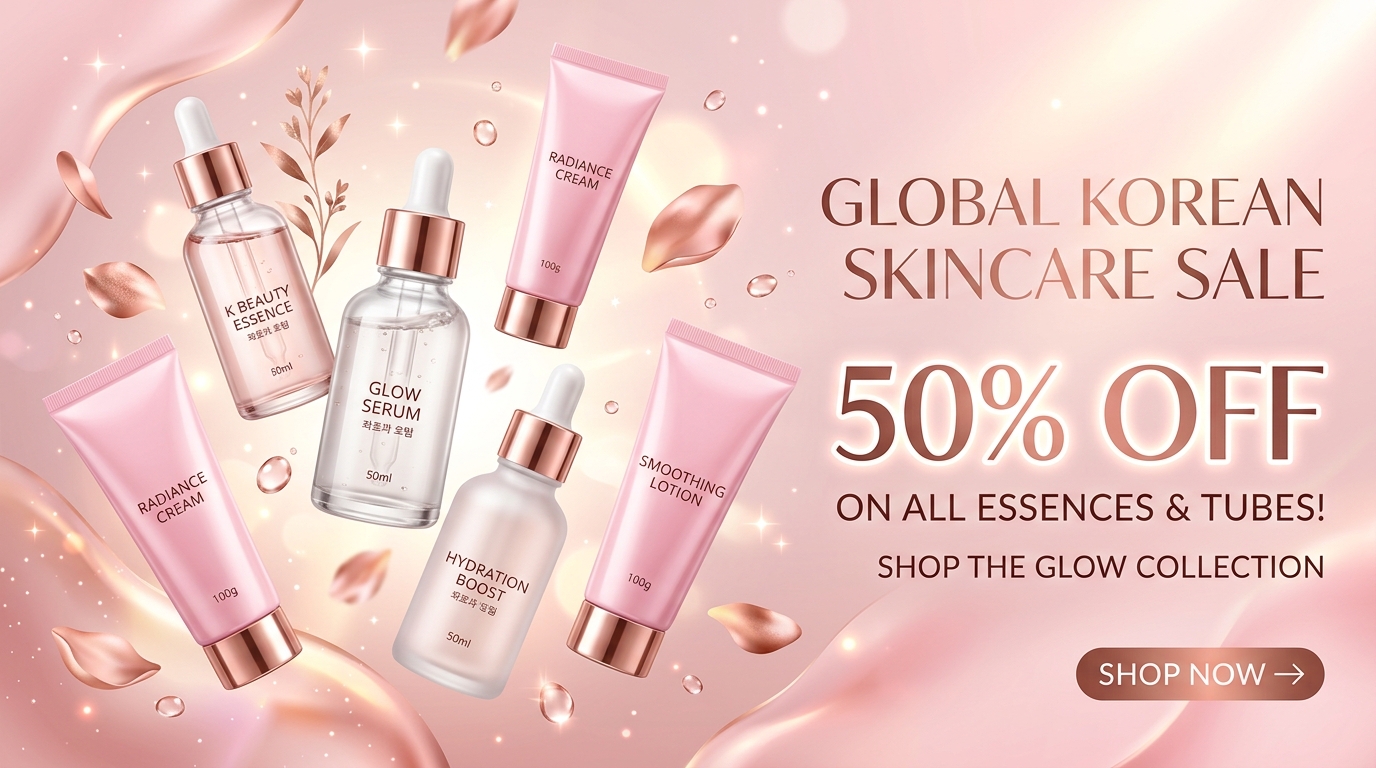 K BEAUTY
ESSENCE
50ml
GLOW
SERUM
50ml
RADIANCE
CREAM
100g
RADIANCE
CREAM
100g
HYDRATION
BOOST
50ml
SMOOTHING
LOTION
100g
GLOBAL KOREAN
SKINCARE SALE
50% OFF
ON ALL ESSENCES & TUBES!
SHOP THE GLOW COLLECTION
SHOP NOW →